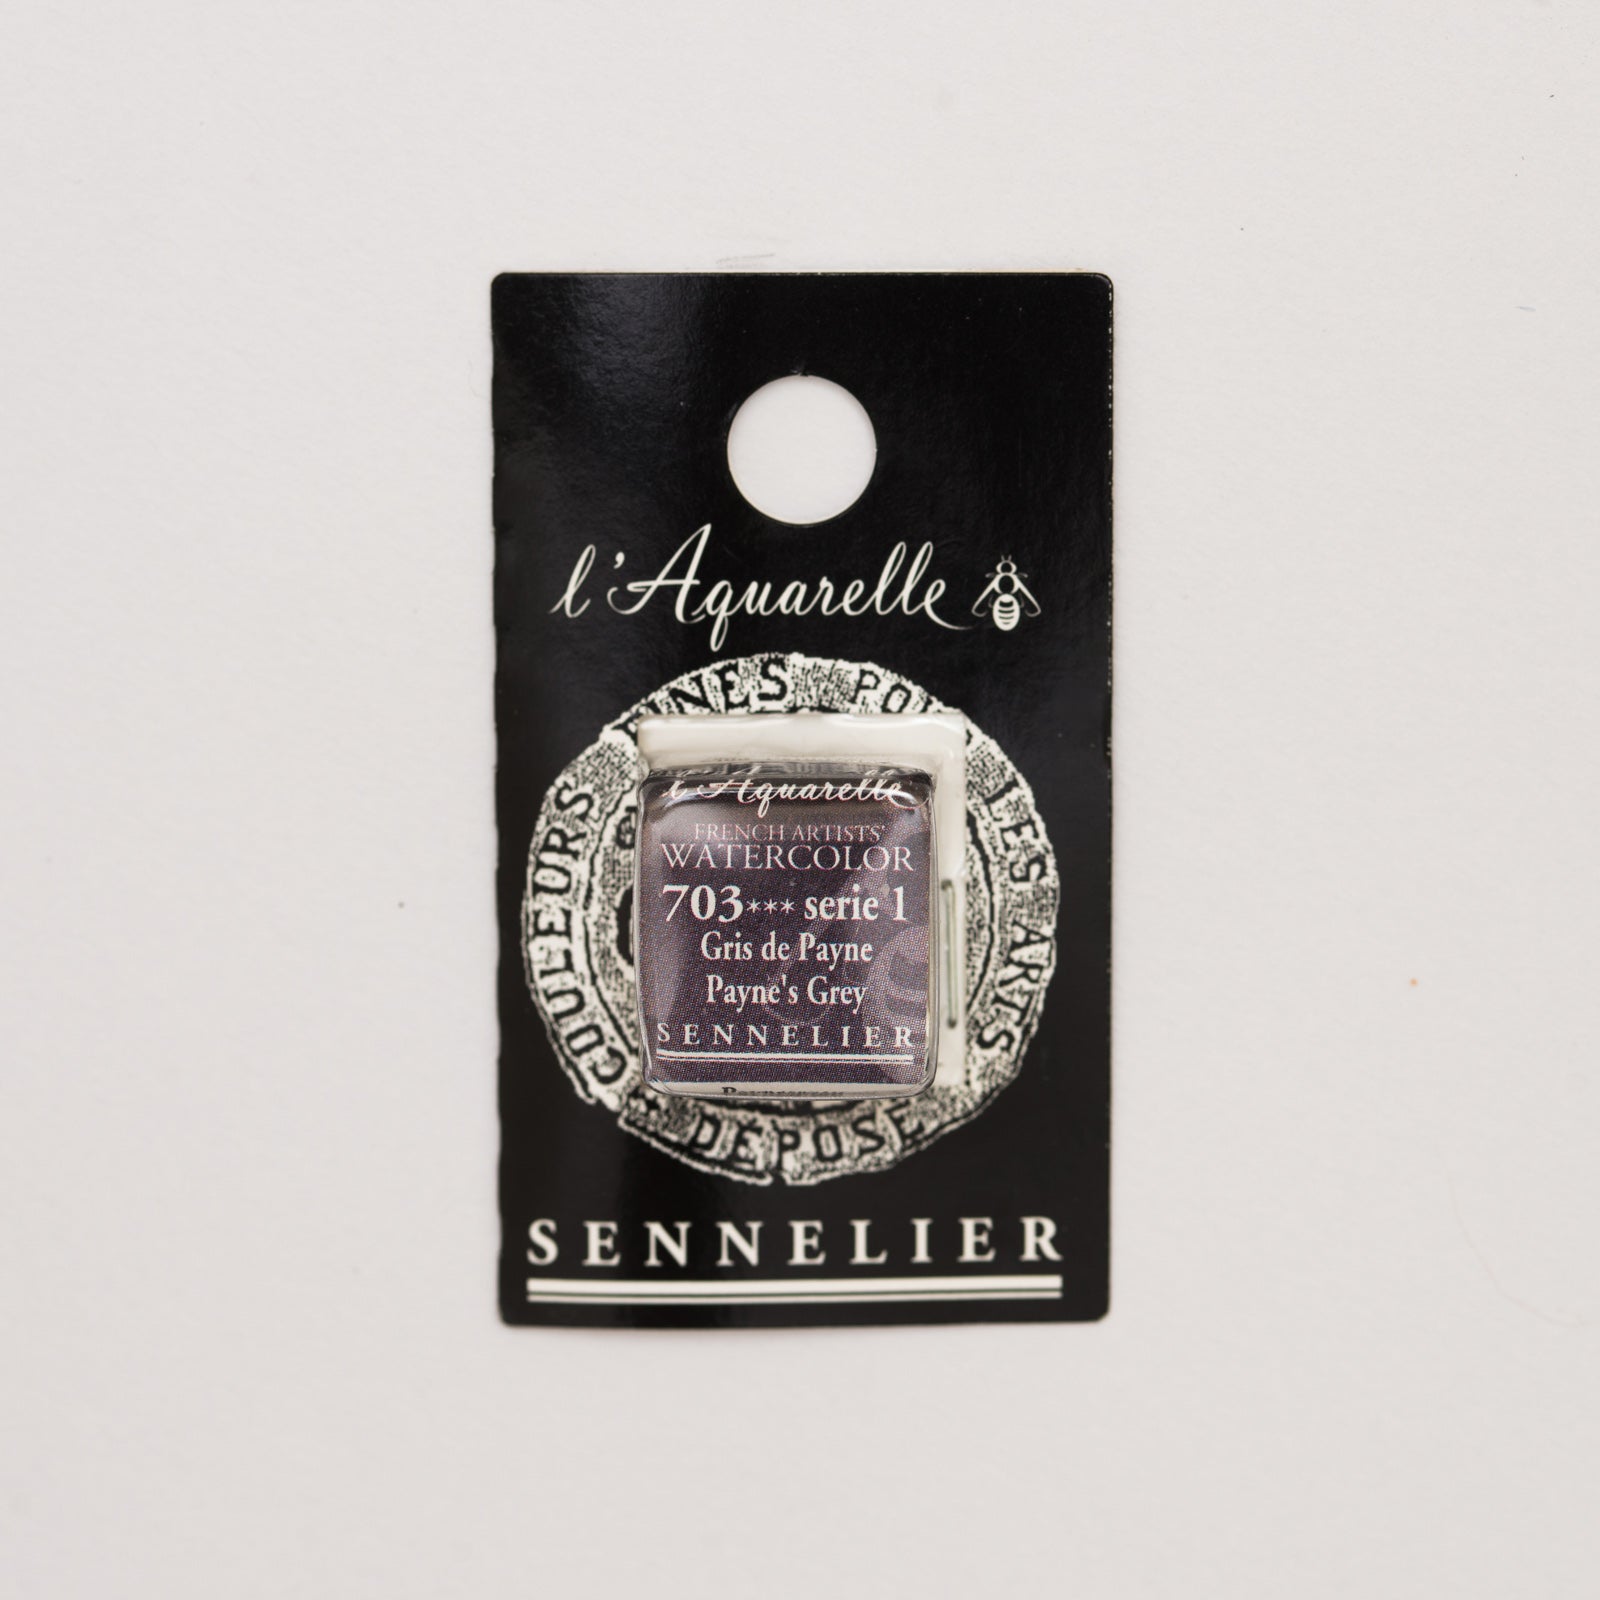 l'Aquarelle
FINES POUR LES ARTS
COULEURS
DÉPOSÉ
l'Aquarelle
FRENCH ARTISTS'
WATERCOLOR
703*** serie 1
Gris de Payne
Payne's Grey
SENNELIER
SENNELIER